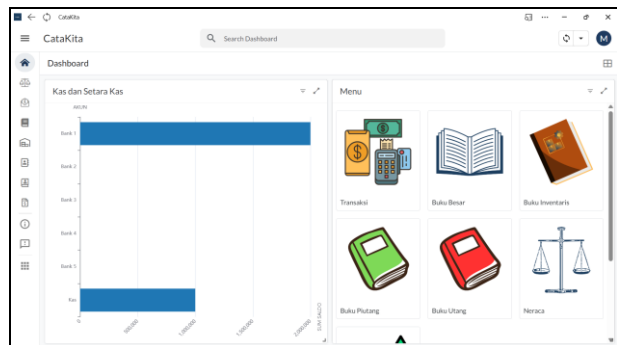 CataKita
CataKita
Search Dashboard
M
Dashboard
Kas dan Setara Kas
AKUN
Bank 1
Bank 2
Bank 3
Bank 4
Bank 5
Kas
0
500,000
1,000,000
1,500,000
2,000,000
SUM SALDO
Menu
Transaksi
Buku Besar
Buku Inventaris
Buku Piutang
Buku Utang
Neraca